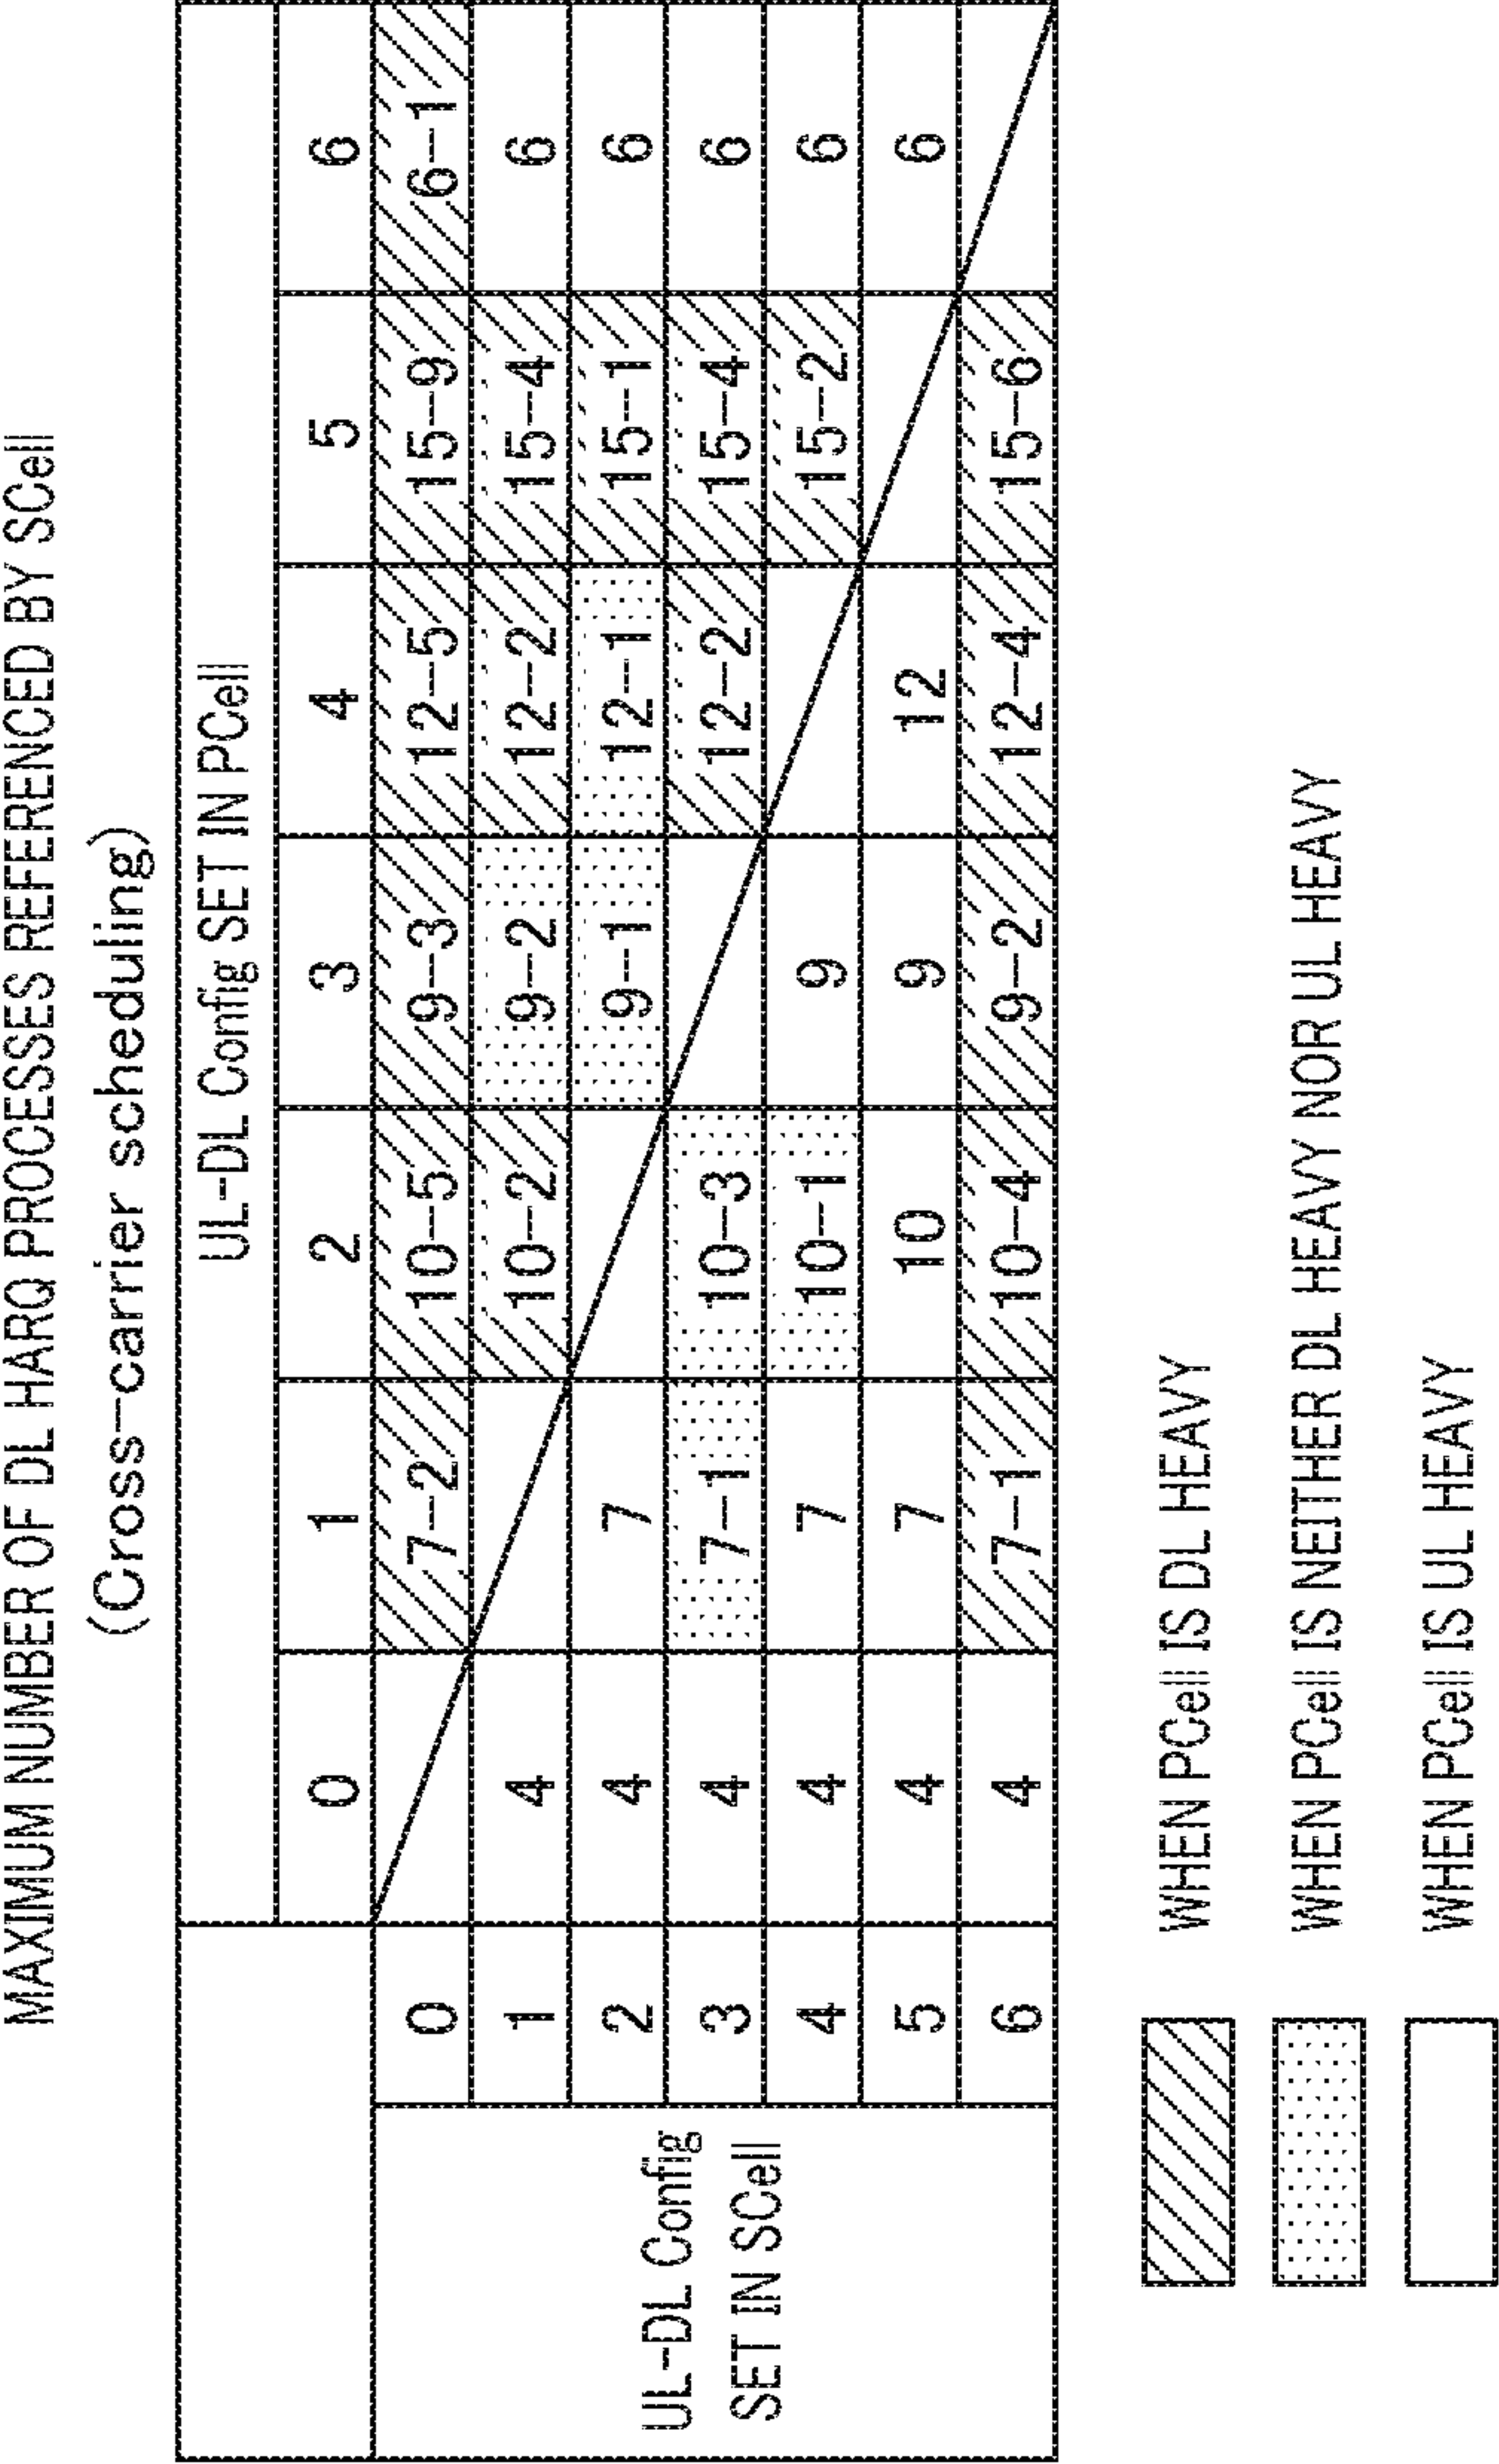 MAXIMUM NUMBER OF DL HARQ PROCESSES REFERENCED BY SCell
(Cross-carrier scheduling)
UL-DL Config SET IN PCell
0 1 2 3 4 5 6
UL-DL Config
SET IN SCell
0 7-2 10-5 9-3 12-5 15-9 6-1
1 4 10-2 9-2 12-2 15-4 6
2 4 7 9-1 12-1 15-1 6
3 4 7-1 10-3 12-2 15-4 6
4 4 7 10-1 9 15-2 6
5 4 7 10 9 12 6
6 4 7-1 10-4 9-2 12-4 15-6
WHEN PCell IS DL HEAVY
WHEN PCell IS NEITHER DL HEAVY NOR UL HEAVY
WHEN PCell IS UL HEAVY